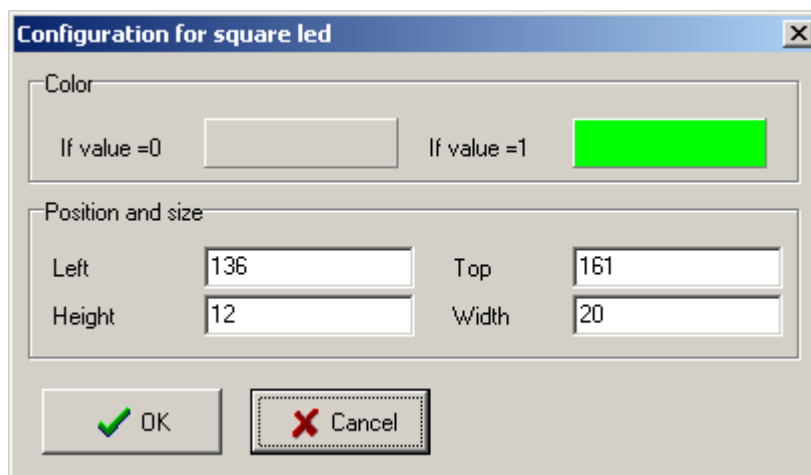 Configuration for square led
Color
If value =0 If value =1
Position and size
Left 136 Top 161
Height 12 Width 20
OK Cancel